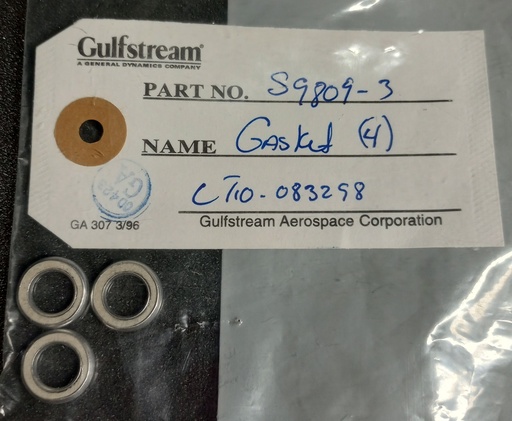 Gulfstream®
A GENERAL DYNAMICS COMPANY
PART NO. S9809-3
NAME Gasket (4)
CT10-083298
GA 307 3/96
Gulfstream Aerospace Corporation